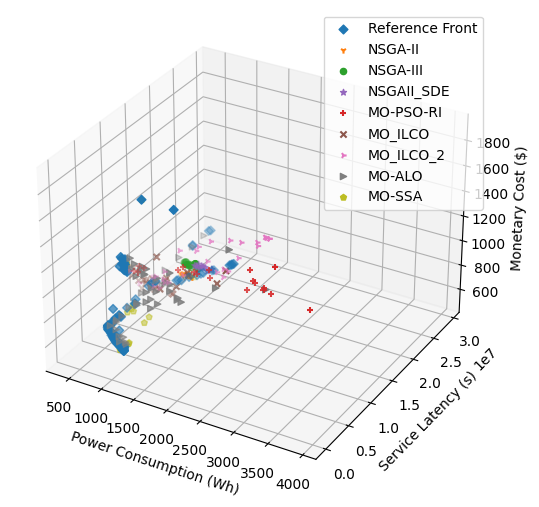 Reference Front
NSGA-II
NSGA-III
NSGAII_SDE
MO-PSO-RI
MO_ILCO
MO_ILCO_2
MO-ALO
MO-SSA
1800
1600
1400
1200
1000
800
600
Monetary Cost ($)
3.0
2.5
2.0
1.5
1.0
0.5
0.0
1e7
Service Latency (s)
500
1000
1500
2000
2500
3000
3500
4000
Power Consumption (Wh)